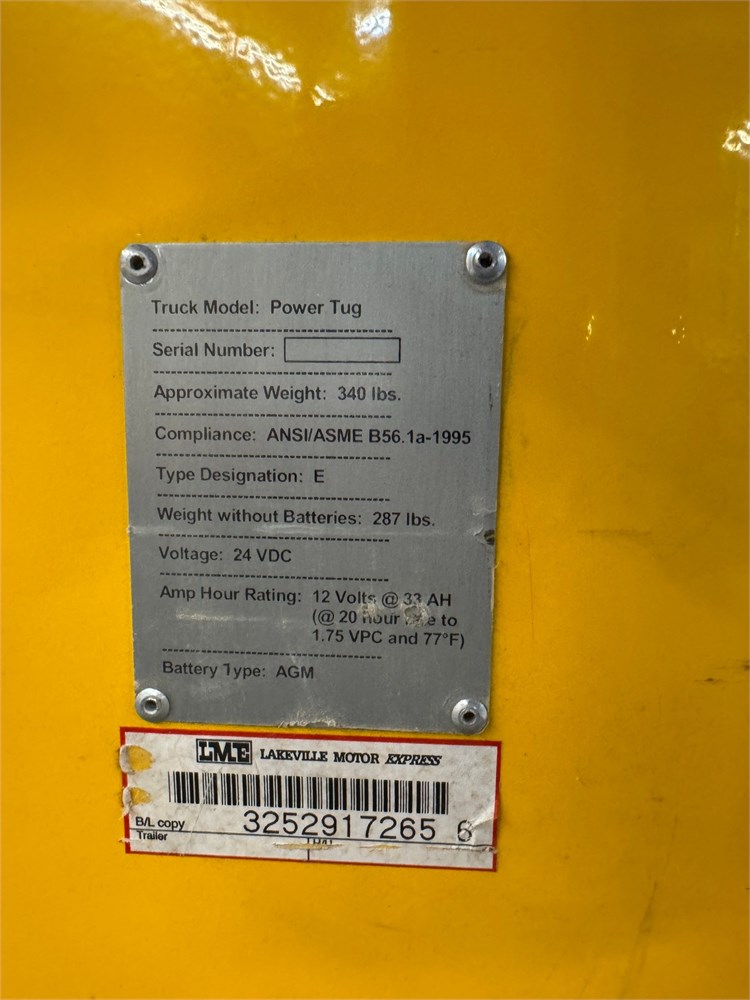 Truck Model: Power Tug
Serial Number:
Approximate Weight: 340 lbs.
Compliance: ANSI/ASME B56.1a-1995
Type Designation: E
Weight without Batteries: 287 lbs.
Voltage: 24 VDC
Amp Hour Rating: 12 Volts @ 33 AH
(@ 20 hour to
1.75 VPC and 77°F)
Battery Type: AGM
LME LAKEVILLE MOTOR EXPRESS
B/L copy 3252917265 6
Trailer